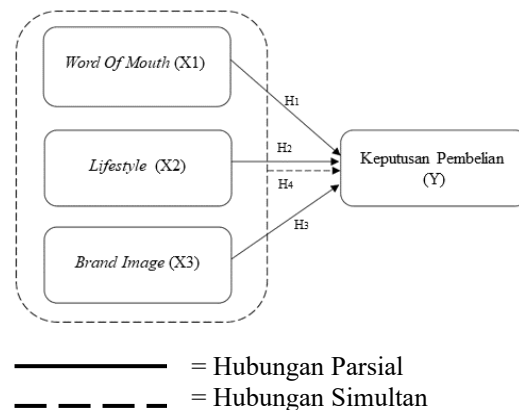 Word Of Mouth (X1)
H1
Lifestyle (X2)
H2
Keputusan Pembelian
(Y)
H4
Brand Image (X3)
H3
= Hubungan Parsial
= Hubungan Simultan